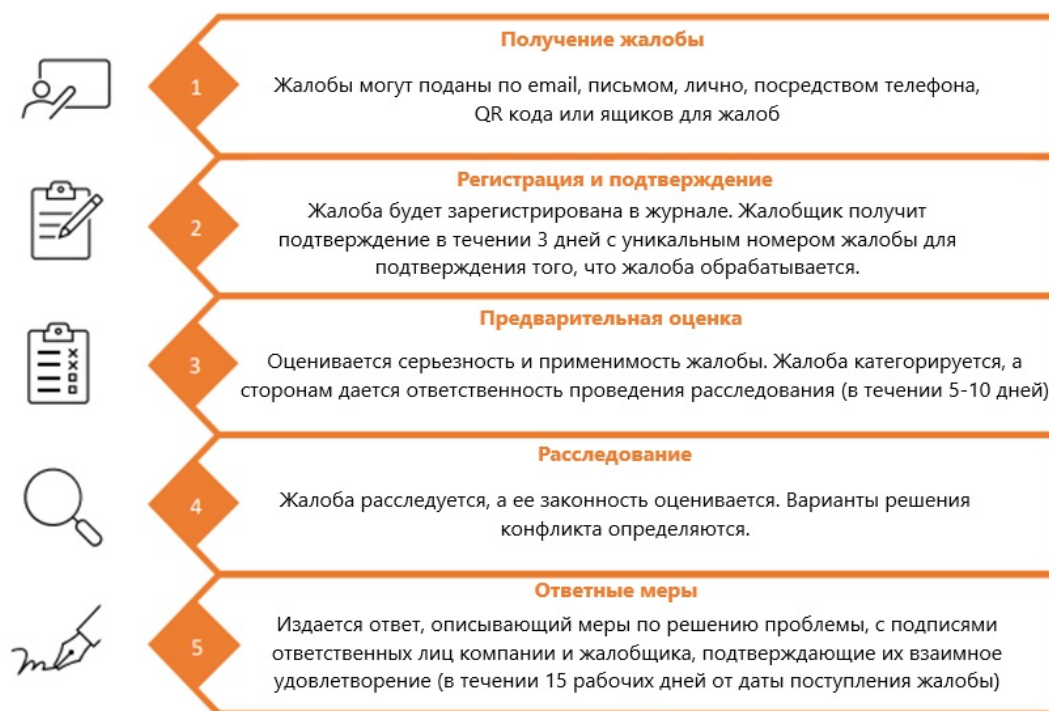 Получение жалобы
1
Жалобы могут поданы по email, письмом, лично, посредством телефона,
QR кода или ящиков для жалоб
Регистрация и подтверждение
2
Жалоба будет зарегистрирована в журнале. Жалобщик получит
подтверждение в течении 3 дней с уникальным номером жалобы для
подтверждения того, что жалоба обрабатывается.
Предварительная оценка
3
Оценивается серьезность и применимость жалобы. Жалоба категорируется, а
сторонам дается ответственность проведения расследования (в течении 5-10 дней)
Расследование
4
Жалоба расследуется, а ее законность оценивается. Варианты решения
конфликта определяются.
Ответные меры
5
Издается ответ, описывающий меры по решению проблемы, с подписями
ответственных лиц компании и жалобщика, подтверждающие их взаимное
удовлетворение (в течении 15 рабочих дней от даты поступления жалобы)